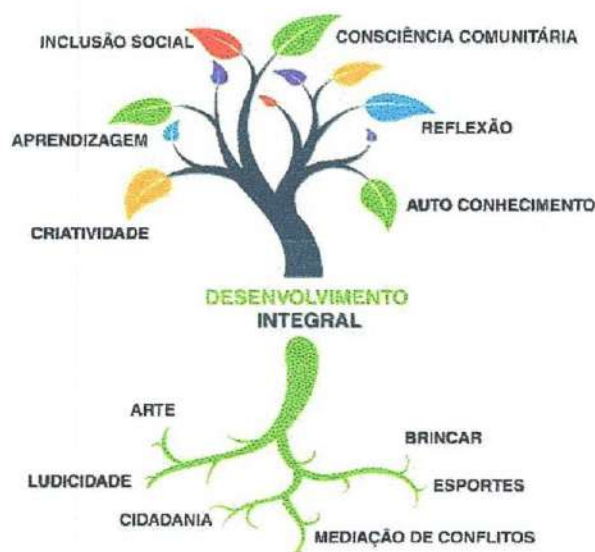 INCLUSÃO SOCIAL
CONSCIÊNCIA COMUNITÁRIA
APRENDIZAGEM
REFLEXÃO
CRIATIVIDADE
AUTO CONHECIMENTO
DESENVOLVIMENTO
INTEGRAL
ARTE
BRINCAR
LUDICIDADE
ESPORTES
CIDADANIA
MEDIAÇÃO DE CONFLITOS